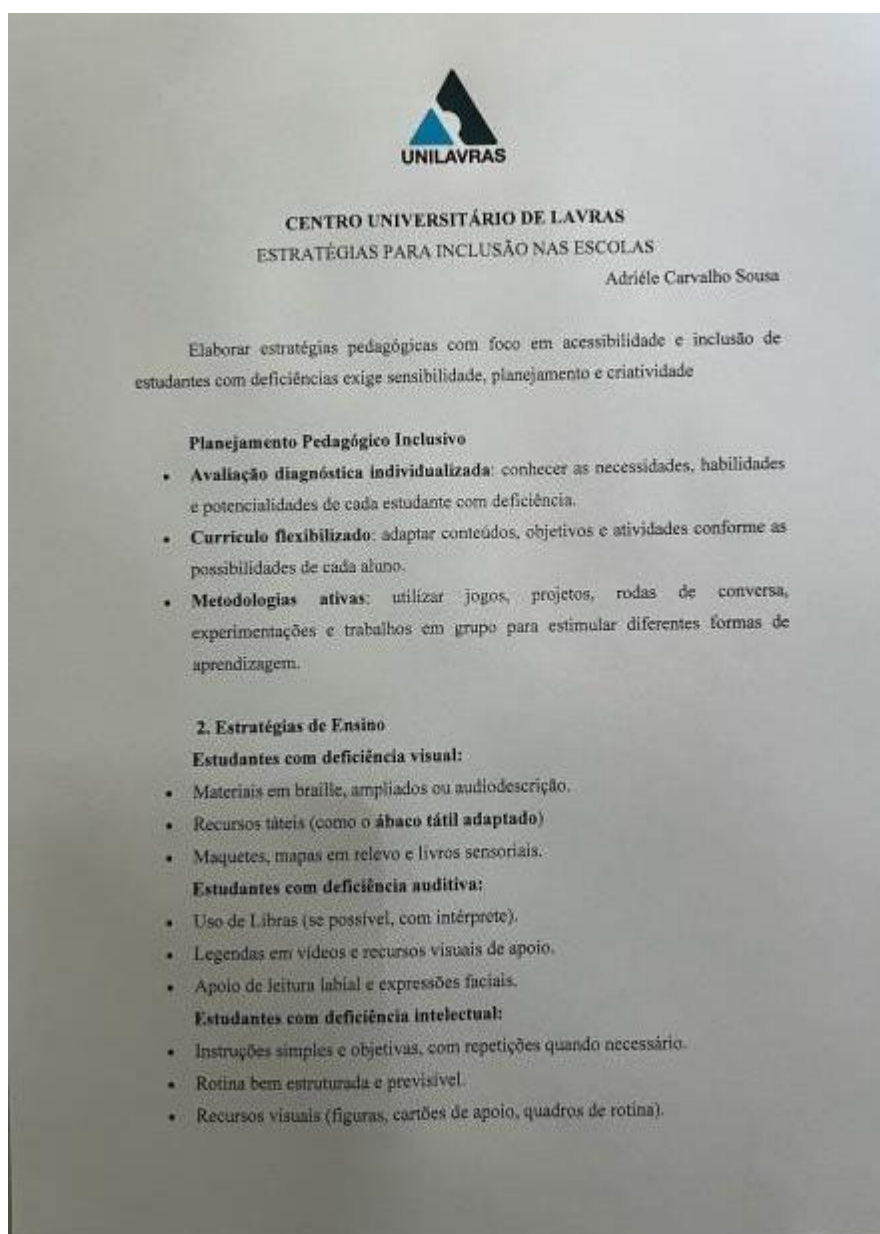 UNILAVRAS
CENTRO UNIVERSITÁRIO DE LAVRAS
ESTRATÉGIAS PARA INCLUSÃO NAS ESCOLAS
Adriéle Carvalho Sousa
Elaborar estratégias pedagógicas com foco em acessibilidade e inclusão de
estudantes com deficiências exige sensibilidade, planejamento e criatividade
Planejamento Pedagógico Inclusivo
• Avaliação diagnóstica individualizada: conhecer as necessidades, habilidades
e potencialidades de cada estudante com deficiência.
• Currículo flexibilizado: adaptar conteúdos, objetivos e atividades conforme as
possibilidades de cada aluno.
• Metodologias ativas: utilizar jogos, projetos, rodas de conversa,
experimentações e trabalhos em grupo para estimular diferentes formas de
aprendizagem.
2. Estratégias de Ensino
Estudantes com deficiência visual:
• Materiais em braille, ampliados ou audiodescrição.
• Recursos táteis (como o ábaco tátil adaptado)
• Maquetes, mapas em relevo e livros sensoriais.
Estudantes com deficiência auditiva:
• Uso de Libras (se possível, com intérprete).
• Legendas em vídeos e recursos visuais de apoio.
• Apoio de leitura labial e expressões faciais.
Estudantes com deficiência intelectual:
• Instruções simples e objetivas, com repetições quando necessário.
• Rotina bem estruturada e previsível.
• Recursos visuais (figuras, cartões de apoio, quadros de rotina).